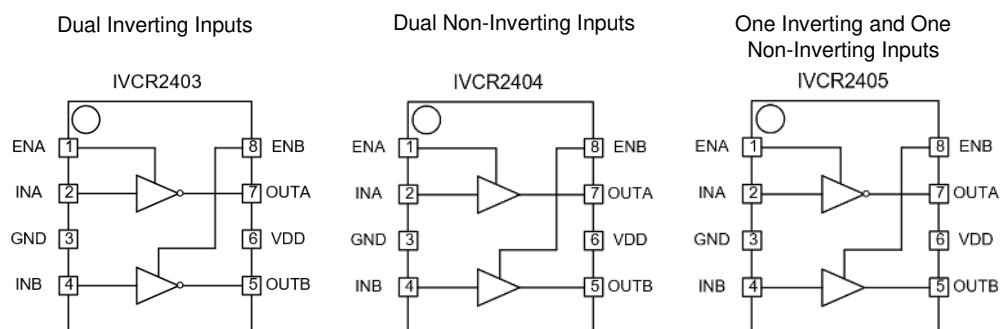 Dual Inverting Inputs
Dual Non-Inverting Inputs
One Inverting and One
Non-Inverting Inputs
IVCR2403
ENA 1 8 ENB
INA 2 7 OUTA
GND 3 6 VDD
INB 4 5 OUTB
IVCR2404
ENA 1 8 ENB
INA 2 7 OUTA
GND 3 6 VDD
INB 4 5 OUTB
IVCR2405
ENA 1 8 ENB
INA 2 7 OUTA
GND 3 6 VDD
INB 4 5 OUTB